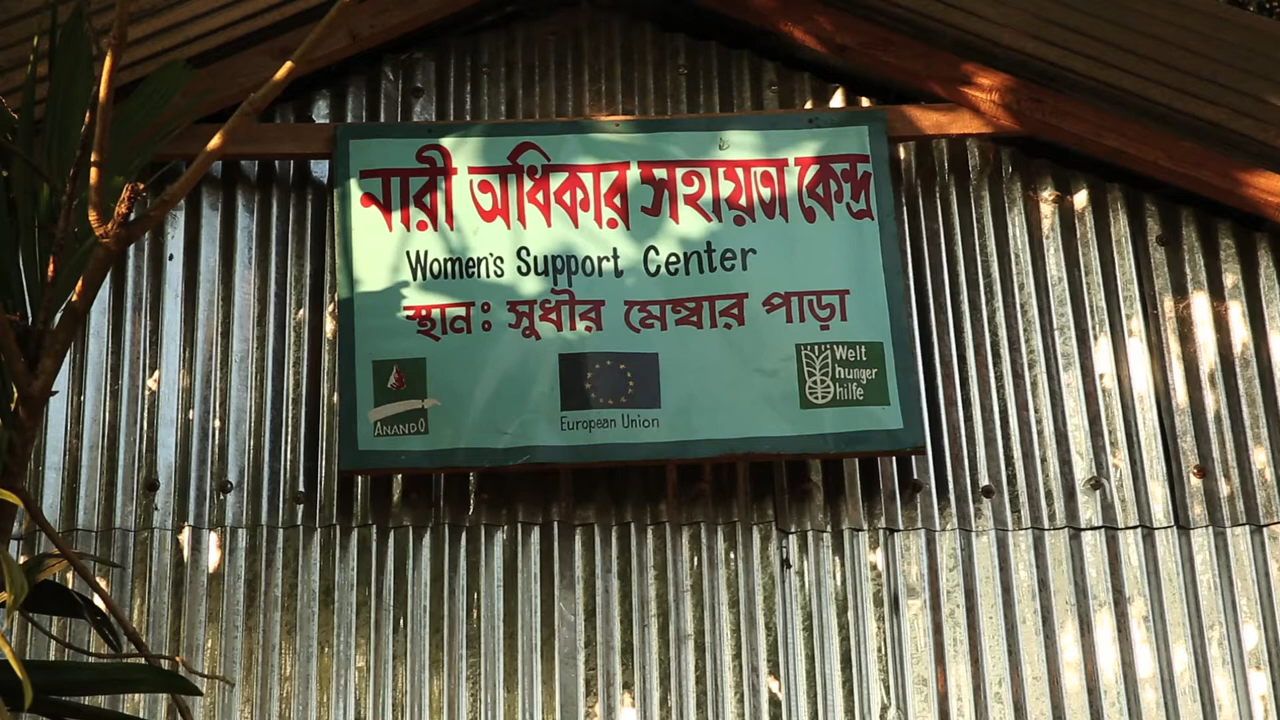 নারী অধিকার সহায়তা কেন্দ্র
Women's Support Center
স্থান: সুধীর মেম্বার পাড়া
ANANDO
European Union
Welt
hunger
hilfe